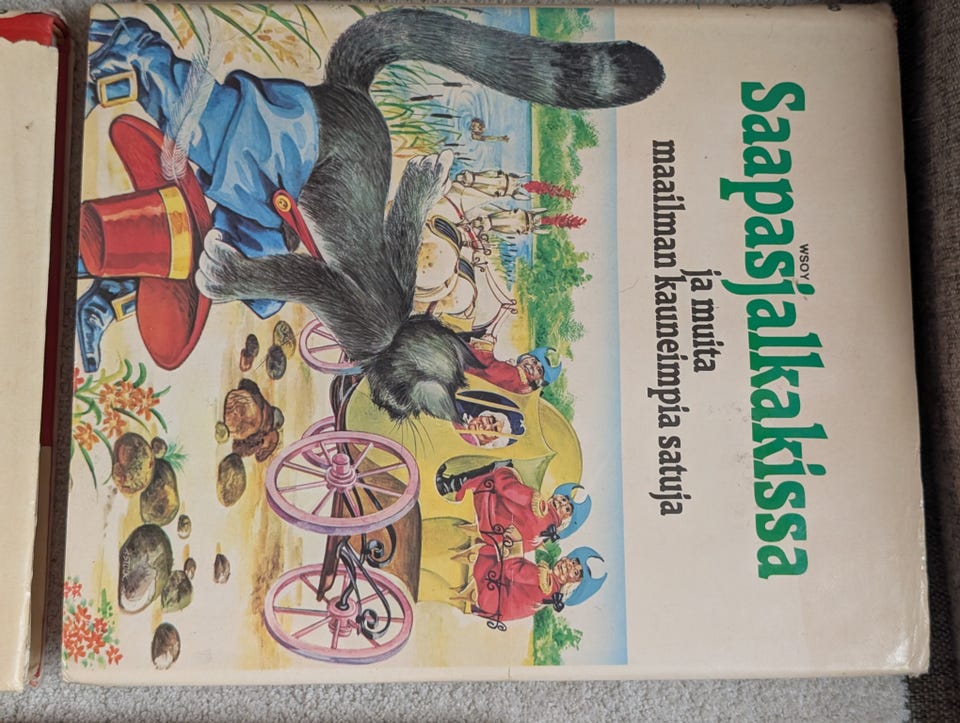 Saapasjalkakissa
WSOY
ja muita
maailman kauneimpia satuja